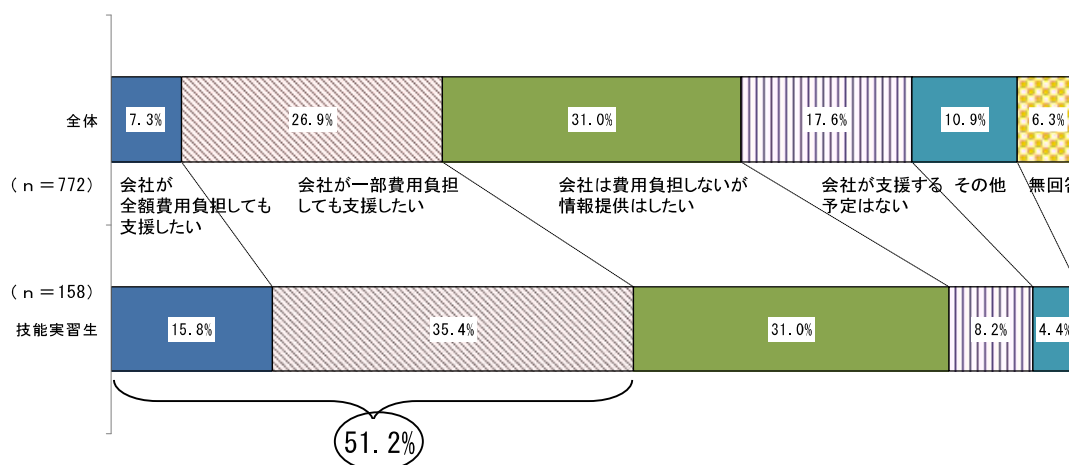 全体
7.3%
26.9%
31.0%
17.6%
10.9%
6.3%
(n=772)
会社が
全額費用負担しても
支援したい
会社が一部費用負担
しても支援したい
会社は費用負担しないが
情報提供はしたい
会社が支援する
予定はない
その他
無回答
(n=158)
技能実習生
15.8%
35.4%
31.0%
8.2%
4.4%
51.2%